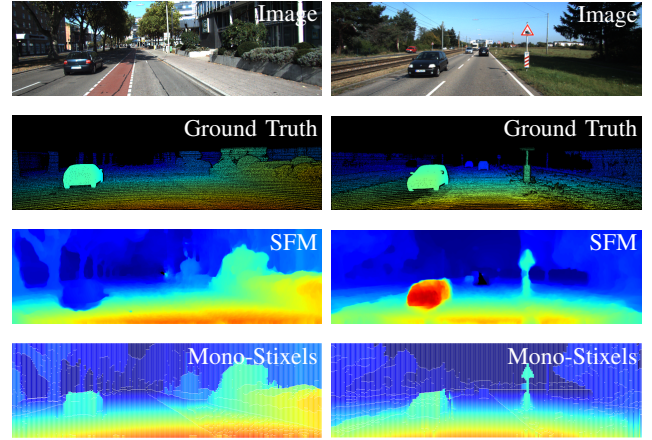 Image
Image
Ground Truth
Ground Truth
SFM
SFM
Mono-Stixels
Mono-Stixels